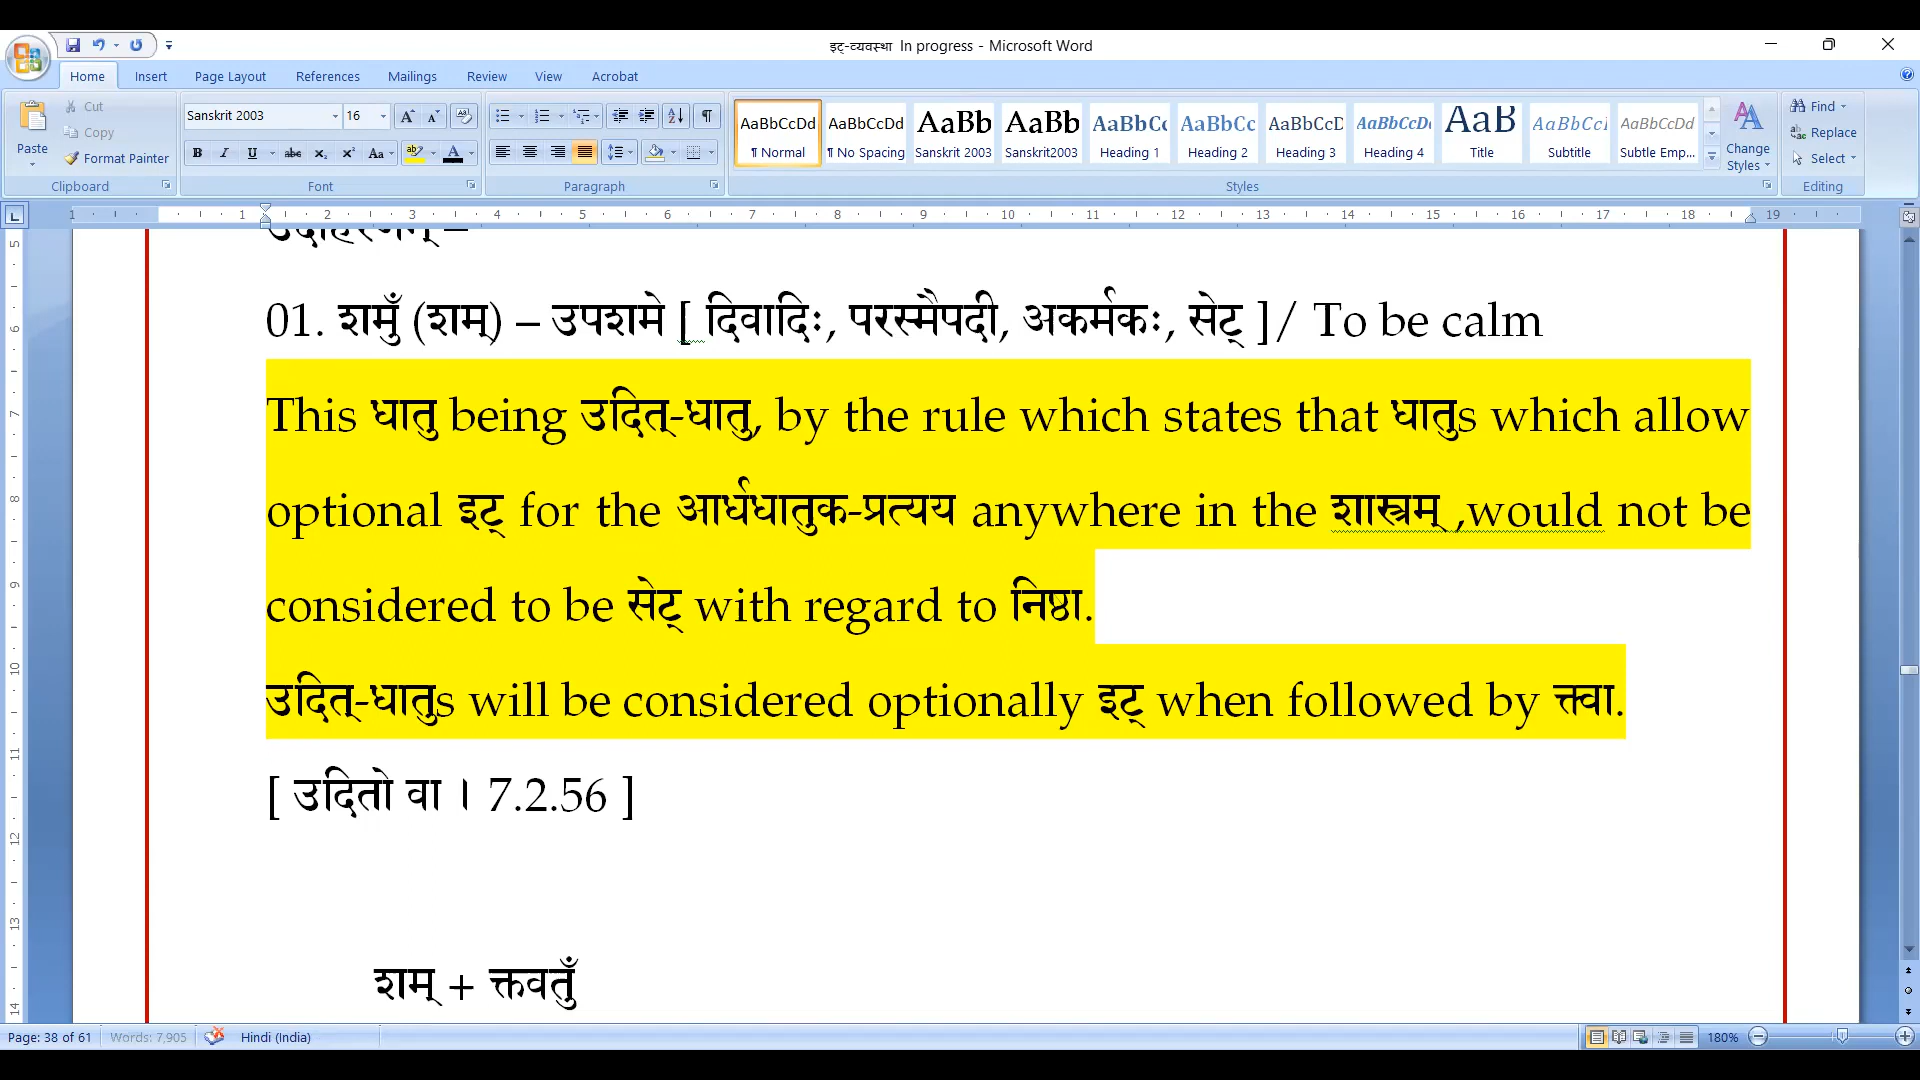 इट्-व्यवस्था In progress - Microsoft Word
Home Insert Page Layout References Mailings Review View Acrobat
Cut
Copy
Format Painter
Paste
Clipboard
Sanskrit 2003 16
Font
Paragraph
AaBbCcDd AaBbCcDd AaBb AaBb AaBbCc AaBbCc AaBbCcD AaBbCcD AaB AaBbCcI AaBbCcDd
¶ Normal ¶ No Spacing Sanskrit 2003 Sanskrit2003 Heading 1 Heading 2 Heading 3 Heading 4 Title Subtitle Subtle Emp...
Styles
Change Styles
Find
Replace
Select
Editing
उदाहरणम् –
01. शमुँ (शम्) – उपशमे [ दिवादिः, परस्मैपदी, अकर्मकः, सेट् ]/ To be calm
This धातु being उदित्-धातु, by the rule which states that धातुs which allow
optional इट् for the आर्धधातुक-प्रत्यय anywhere in the शास्त्रम् ,would not be
considered to be सेट् with regard to निष्ठा.
उदित्-धातुs will be considered optionally इट् when followed by क्त्वा.
[ उदितो वा । 7.2.56 ]
शम् + क्तवतुँ
Page: 38 of 61 Words: 7,905 Hindi (India) 180%